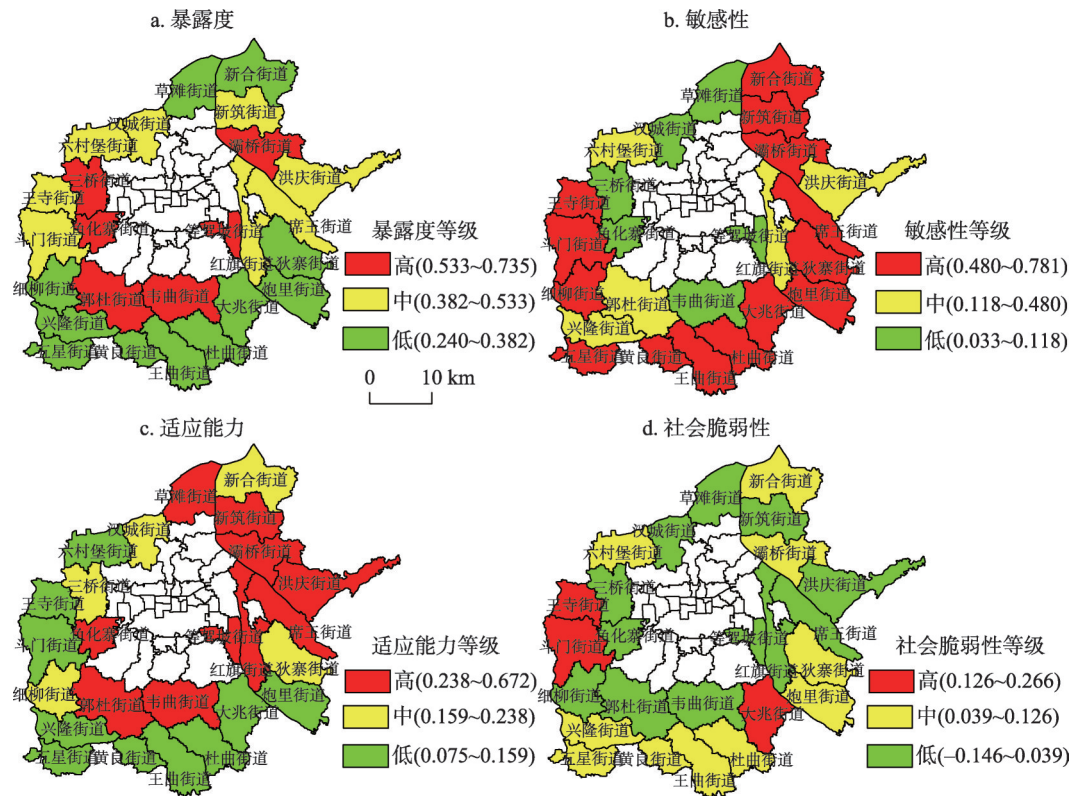 a. 暴露度
新合街道
草滩街道
新筑街道
汉城街道
六村堡街道
灞桥街道
三桥街道
洪庆街道
王寺街道
鱼化寨街道
等驾坡街道
席王街道
斗门街道
红旗街道
狄寨街道
细柳街道
郭杜街道
韦曲街道
大兆街道
炮里街道
兴隆街道
五星街道
黄良街道
杜曲街道
王曲街道
暴露度等级
高(0.533~0.735)
中(0.382~0.533)
低(0.240~0.382)
0 10 km
b. 敏感性
新合街道
草滩街道
新筑街道
汉城街道
六村堡街道
灞桥街道
三桥街道
洪庆街道
王寺街道
鱼化寨街道
等驾坡街道
席王街道
斗门街道
红旗街道
狄寨街道
细柳街道
郭杜街道
韦曲街道
大兆街道
炮里街道
兴隆街道
五星街道
黄良街道
杜曲街道
王曲街道
敏感性等级
高(0.480~0.781)
中(0.118~0.480)
低(0.033~0.118)
c. 适应能力
新合街道
草滩街道
新筑街道
汉城街道
六村堡街道
灞桥街道
三桥街道
洪庆街道
王寺街道
鱼化寨街道
等驾坡街道
席王街道
斗门街道
红旗街道
狄寨街道
细柳街道
郭杜街道
韦曲街道
大兆街道
炮里街道
兴隆街道
五星街道
黄良街道
杜曲街道
王曲街道
适应能力等级
高(0.238~0.672)
中(0.159~0.238)
低(0.075~0.159)
d. 社会脆弱性
新合街道
草滩街道
新筑街道
汉城街道
六村堡街道
灞桥街道
三桥街道
洪庆街道
王寺街道
鱼化寨街道
等驾坡街道
席王街道
斗门街道
红旗街道
狄寨街道
细柳街道
郭杜街道
韦曲街道
大兆街道
炮里街道
兴隆街道
五星街道
黄良街道
杜曲街道
王曲街道
社会脆弱性等级
高(0.126~0.266)
中(0.039~0.126)
低(−0.146~0.039)